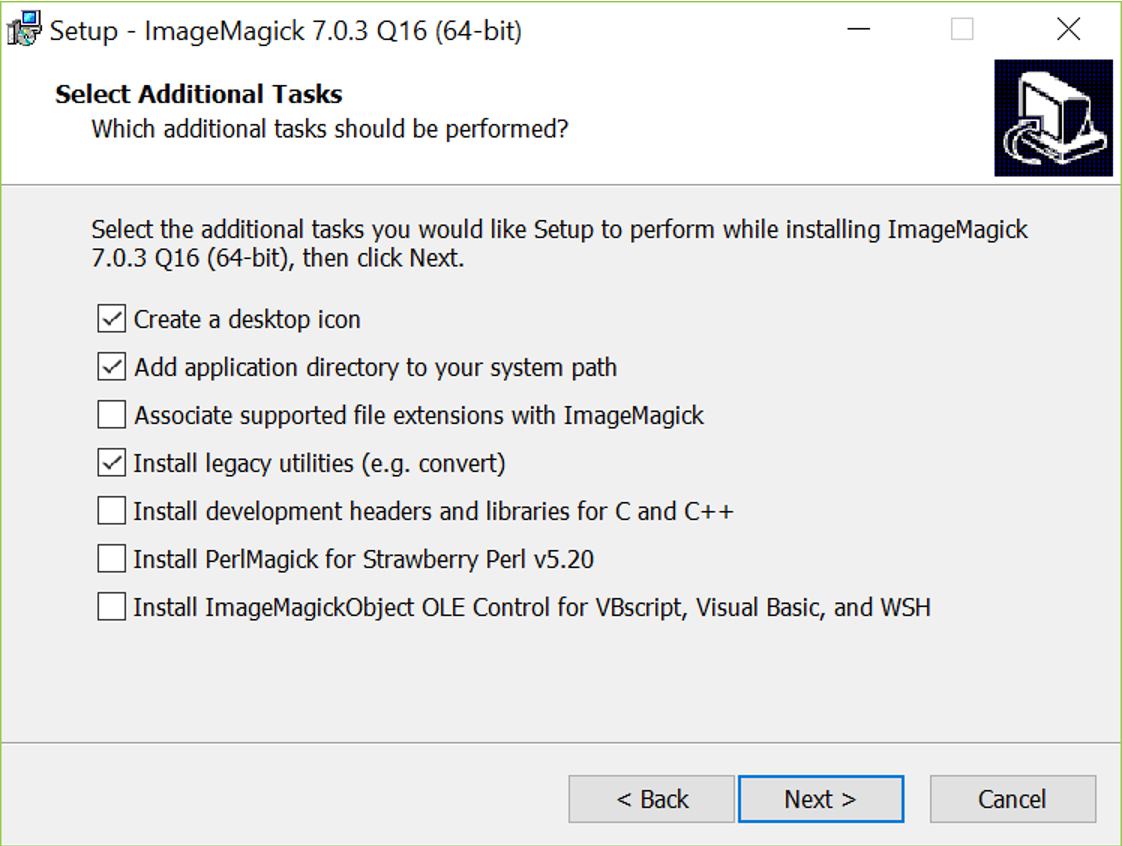 Setup - ImageMagick 7.0.3 Q16 (64-bit)
Select Additional Tasks
Which additional tasks should be performed?
Select the additional tasks you would like Setup to perform while installing ImageMagick
7.0.3 Q16 (64-bit), then click Next.
Create a desktop icon
Add application directory to your system path
Associate supported file extensions with ImageMagick
Install legacy utilities (e.g. convert)
Install development headers and libraries for C and C++
Install PerlMagick for Strawberry Perl v5.20
Install ImageMagickObject OLE Control for VBscript, Visual Basic, and WSH
< Back Next > Cancel